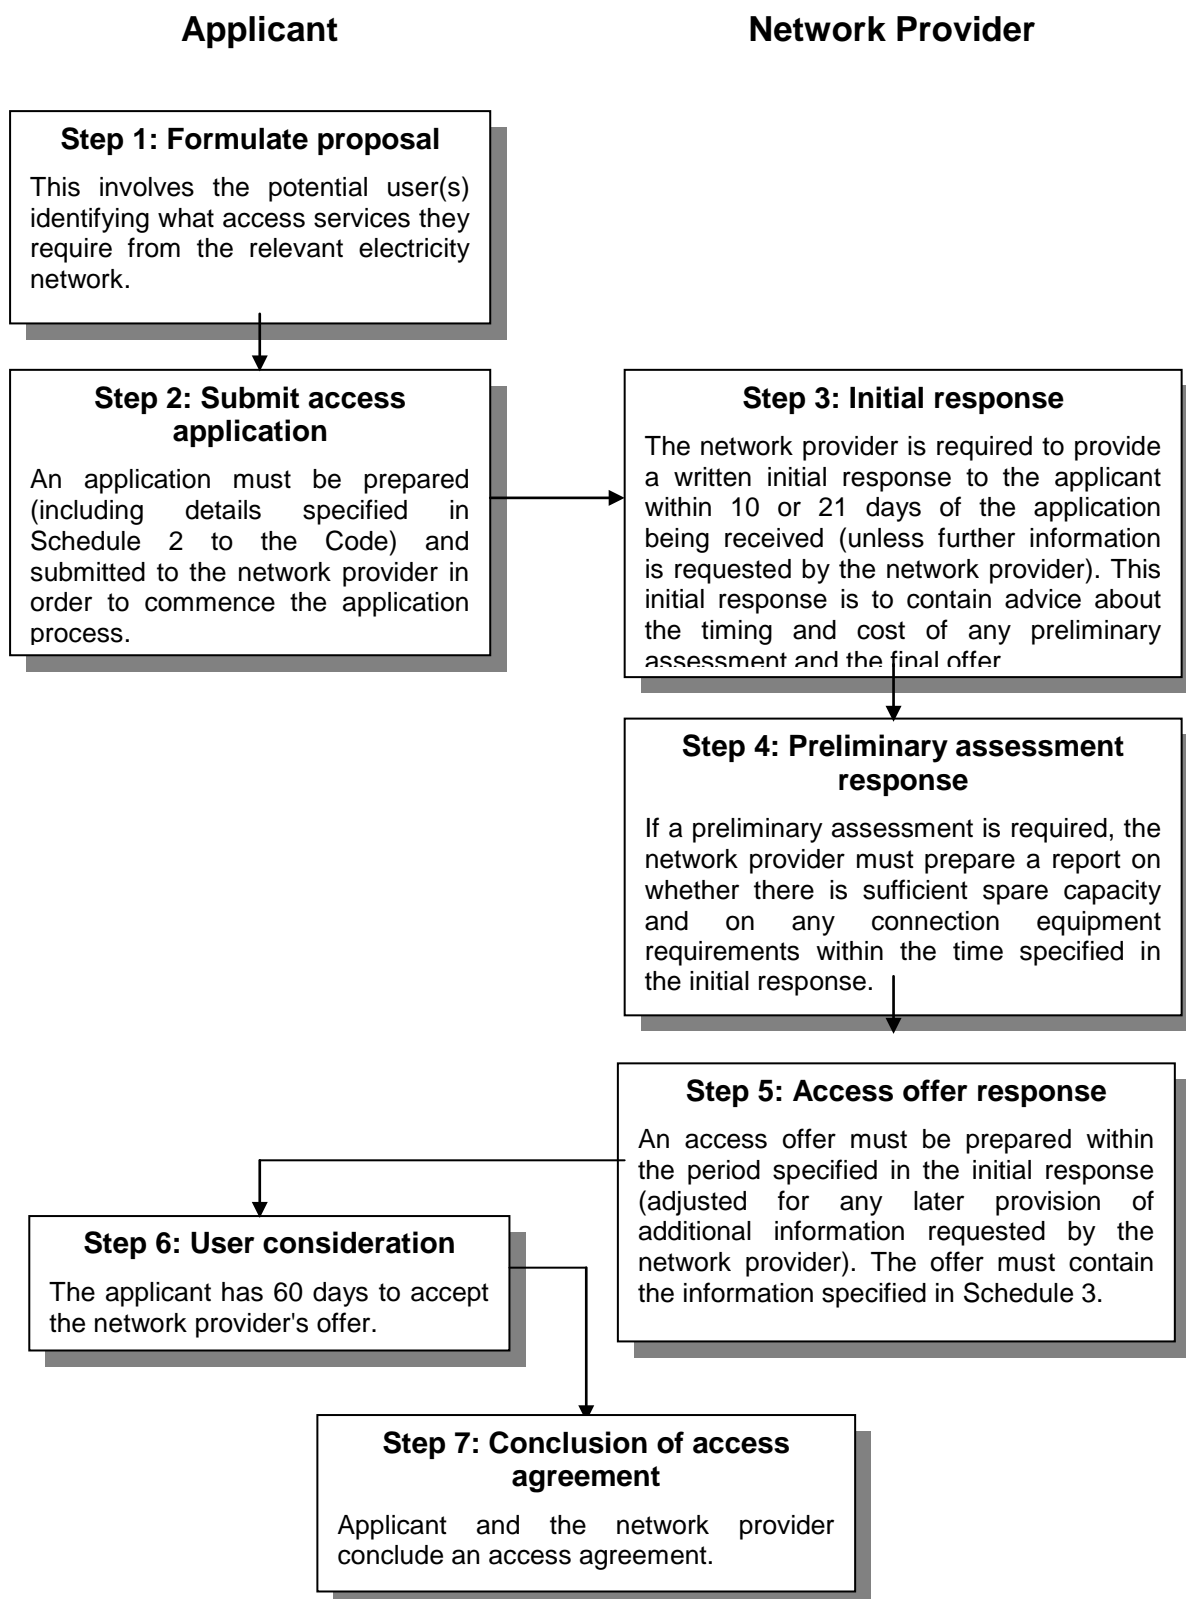 Applicant
Network Provider
Step 1: Formulate proposal
This involves the potential user(s)
identifying what access services they
require from the relevant electricity
network.
Step 2: Submit access
application
An application must be prepared
(including details specified in
Schedule 2 to the Code) and
submitted to the network provider in
order to commence the application
process.
Step 3: Initial response
The network provider is required to provide
a written initial response to the applicant
within 10 or 21 days of the application
being received (unless further information
is requested by the network provider). This
initial response is to contain advice about
the timing and cost of any preliminary
assessment and the final offer
Step 4: Preliminary assessment
response
If a preliminary assessment is required, the
network provider must prepare a report on
whether there is sufficient spare capacity
and on any connection equipment
requirements within the time specified in
the initial response.
Step 5: Access offer response
An access offer must be prepared within
the period specified in the initial response
(adjusted for any later provision of
additional information requested by the
network provider). The offer must contain
the information specified in Schedule 3.
Step 6: User consideration
The applicant has 60 days to accept
the network provider's offer.
Step 7: Conclusion of access
agreement
Applicant and the network provider
conclude an access agreement.